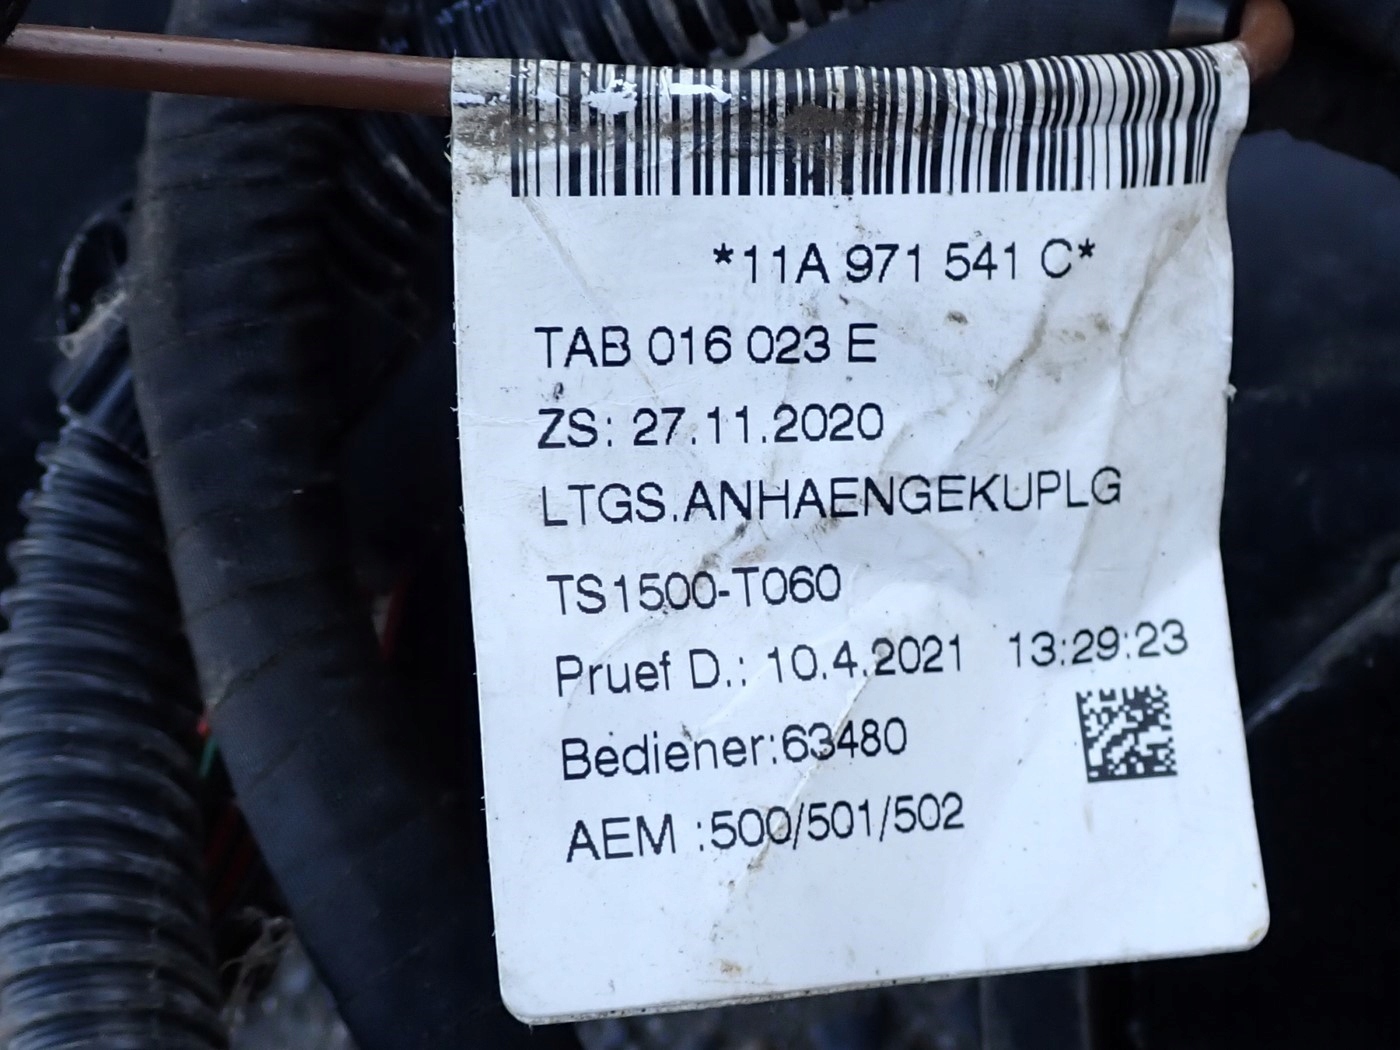 *11A 971 541 C*
TAB 016 023 E
ZS: 27.11.2020
LTGS.ANHAENGEKUPLG
TS1500-T060
Pruef D.: 10.4.2021 13:29:23
Bediener:63480
AEM :500/501/502